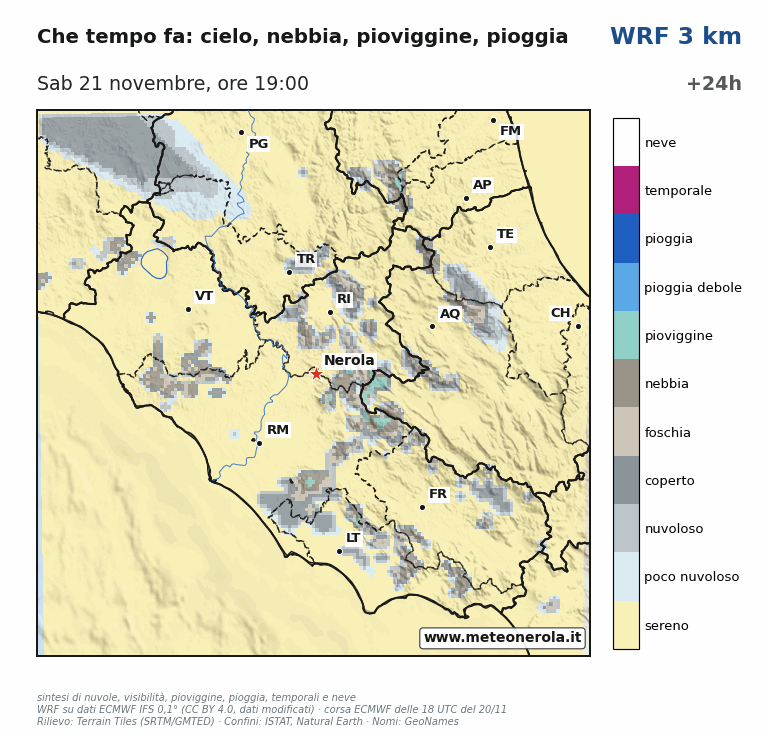 Che tempo fa: cielo, nebbia, pioviggine, pioggia
WRF 3 km
Sab 21 novembre, ore 19:00
+24h
PG
FM
AP
TE
TR
VT
RI
AQ
CH
Nerola
RM
FR
LT
www.meteonerola.it
neve
temporale
pioggia
pioggia debole
pioviggine
nebbia
foschia
coperto
nuvoloso
poco nuvoloso
sereno
sintesi di nuvole, visibilità, pioviggine, pioggia, temporali e neve
WRF su dati ECMWF IFS 0,1° (CC BY 4.0, dati modificati) · corsa ECMWF delle 18 UTC del 20/11
Rilievo: Terrain Tiles (SRTM/GMTED) · Confini: ISTAT, Natural Earth · Nomi: GeoNames